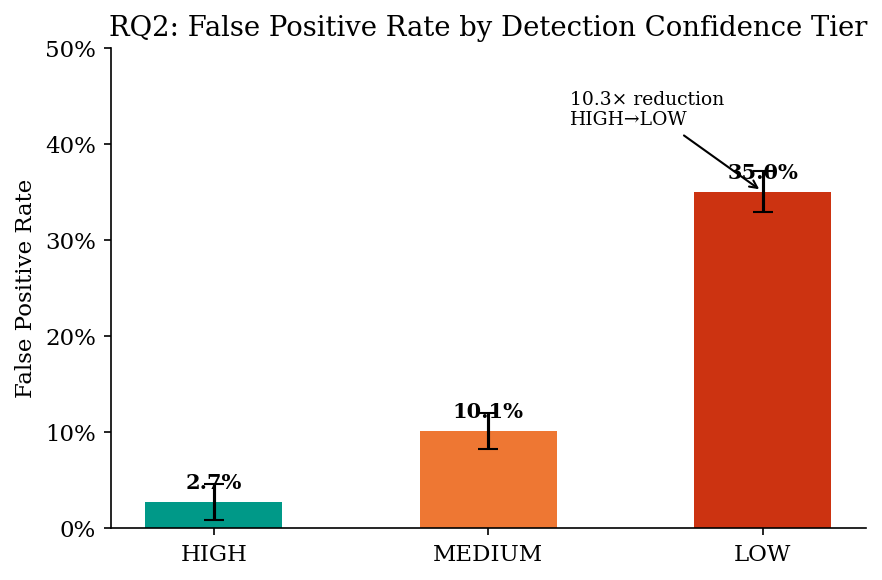 RQ2: False Positive Rate by Detection Confidence Tier
50%
40%
30%
20%
10%
0%
False Positive Rate
10.3× reduction
HIGH→LOW
35.0%
10.1%
2.7%
HIGH
MEDIUM
LOW